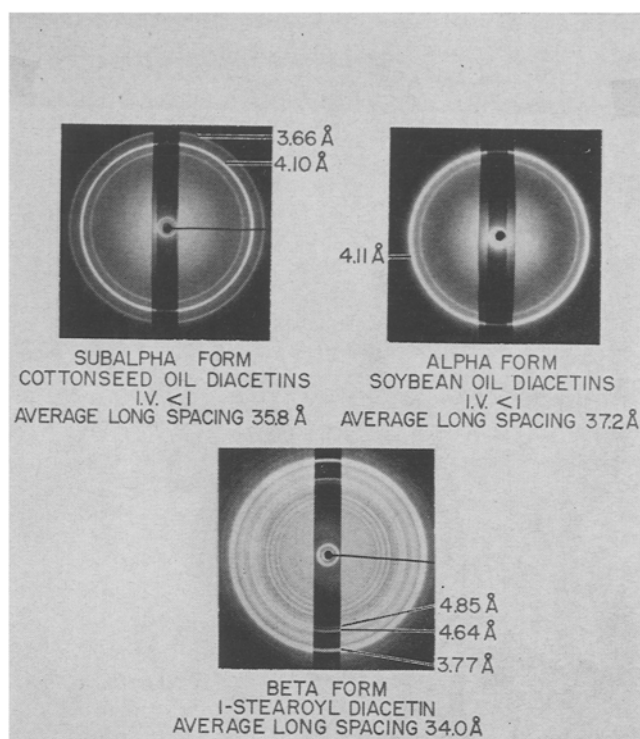 3.66 Å
4.10 Å
4.11 Å
SUBALPHA FORM
COTTONSEED OIL DIACETINS
I.V. <1
AVERAGE LONG SPACING 35.8 Å
ALPHA FORM
SOYBEAN OIL DIACETINS
I.V. <1
AVERAGE LONG SPACING 37.2 Å
4.85 Å
4.64 Å
3.77 Å
BETA FORM
1-STEAROYL DIACETIN
AVERAGE LONG SPACING 34.0 Å